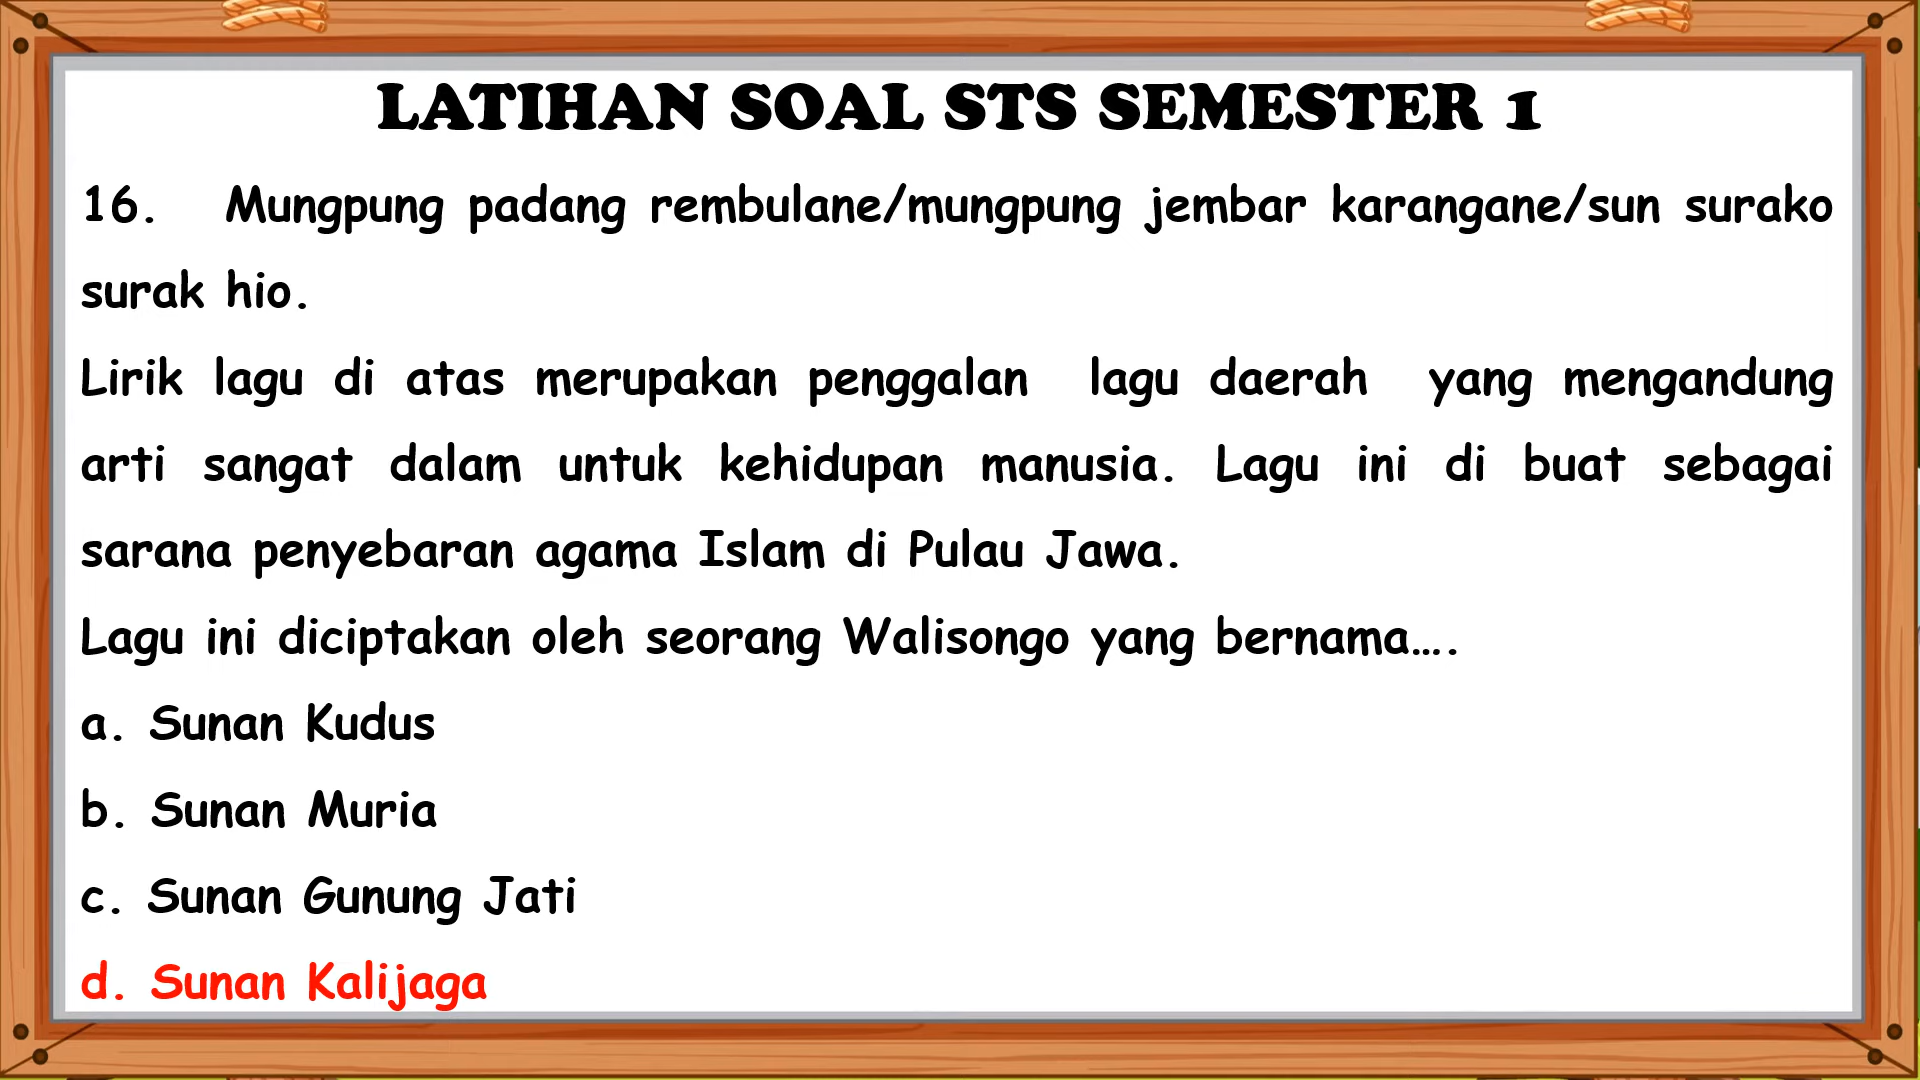 LATIHAN SOAL STS SEMESTER 1
16. Mungpung padang rembulane/mungpung jembar karangane/sun surako
surak hio.
Lirik lagu di atas merupakan penggalan lagu daerah yang mengandung
arti sangat dalam untuk kehidupan manusia. Lagu ini di buat sebagai
sarana penyebaran agama Islam di Pulau Jawa.
Lagu ini diciptakan oleh seorang Walisongo yang bernama....
a. Sunan Kudus
b. Sunan Muria
c. Sunan Gunung Jati
d. Sunan Kalijaga